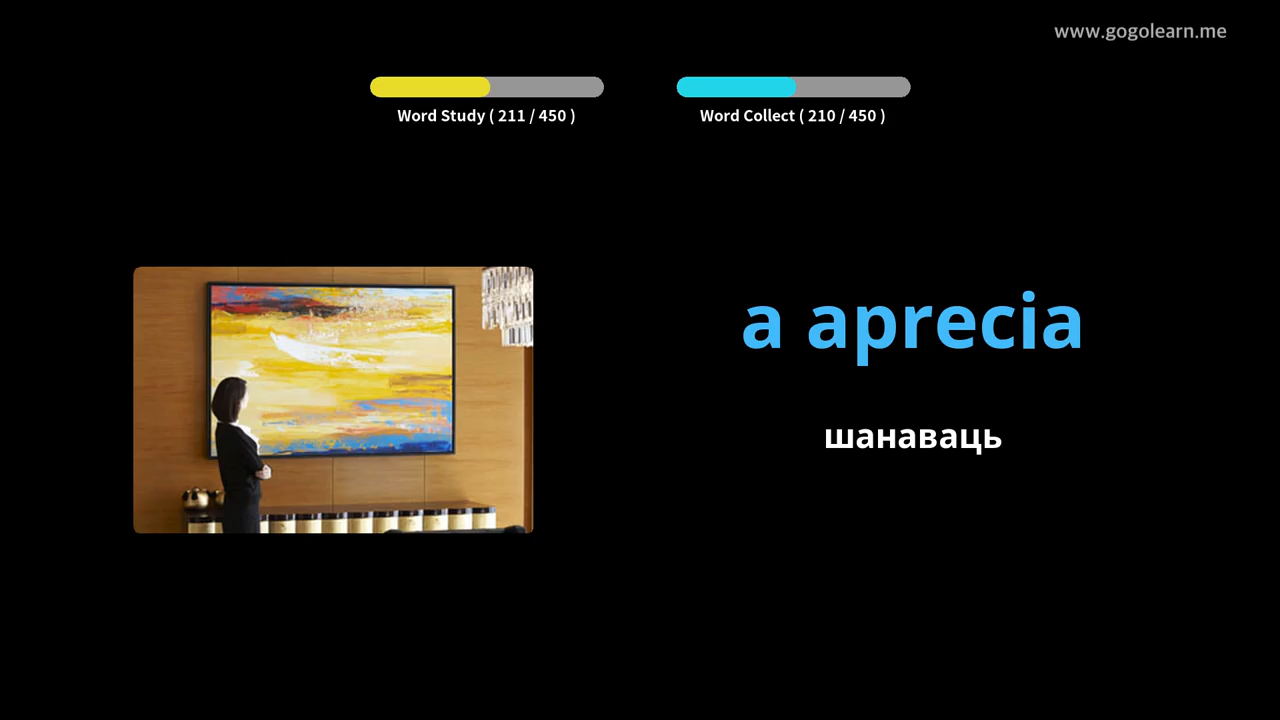 www.gogolearn.me
Word Study ( 211 / 450 )
Word Collect ( 210 / 450 )
a aprecia
шанаваць